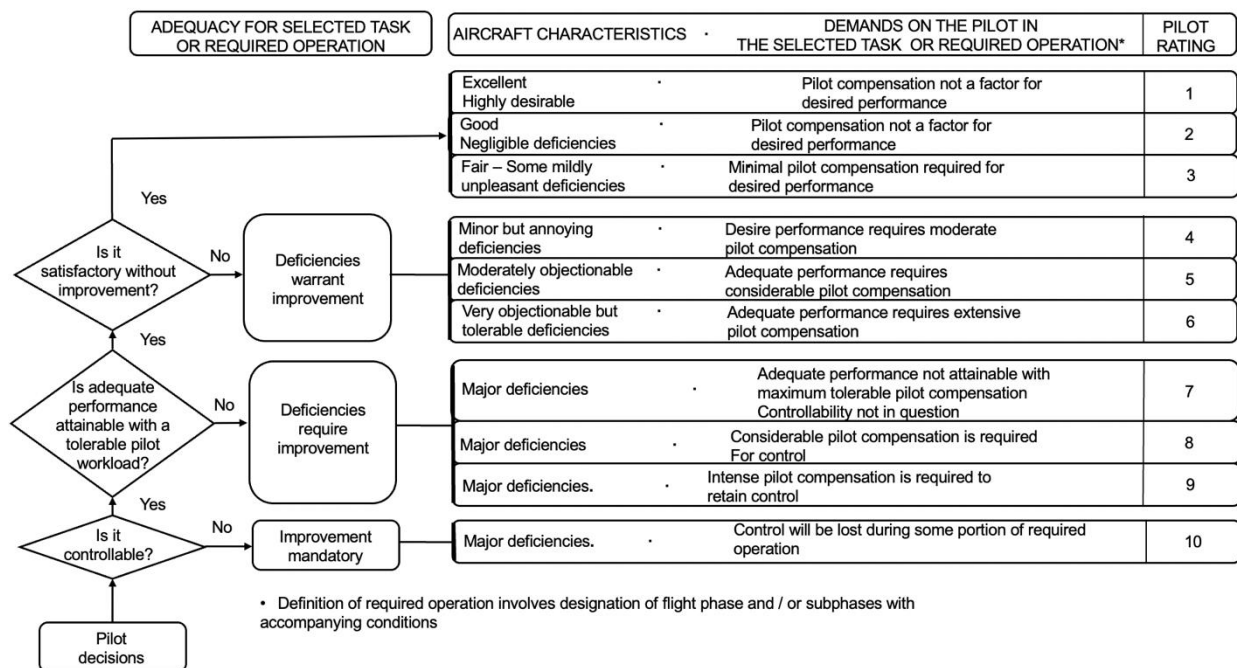 ADEQUACY FOR SELECTED TASK
OR REQUIRED OPERATION
AIRCRAFT CHARACTERISTICS · DEMANDS ON THE PILOT IN
THE SELECTED TASK OR REQUIRED OPERATION*
PILOT
RATING
Excellent · Pilot compensation not a factor for
Highly desirable desired performance
1
Good · Pilot compensation not a factor for
Negligible deficiencies desired performance
2
Fair – Some mildly · Minimal pilot compensation required for
unpleasant deficiencies desired performance
3
Yes
Is it
satisfactory without
improvement?
No
Deficiencies
warrant
improvement
Minor but annoying · Desire performance requires moderate
deficiencies pilot compensation
4
Moderately objectionable · Adequate performance requires
deficiencies considerable pilot compensation
5
Very objectionable but · Adequate performance requires extensive
tolerable deficiencies pilot compensation
6
Yes
Is adequate
performance
attainable with a
tolerable pilot
workload?
No
Deficiencies
require
improvement
Major deficiencies · Adequate performance not attainable with
maximum tolerable pilot compensation
Controllability not in question
7
Major deficiencies · Considerable pilot compensation is required
For control
8
Major deficiencies. · Intense pilot compensation is required to
retain control
9
Yes
Is it
controllable?
No
Improvement
mandatory
Major deficiencies. · Control will be lost during some portion of required
operation
10
Pilot
decisions
• Definition of required operation involves designation of flight phase and / or subphases with
accompanying conditions